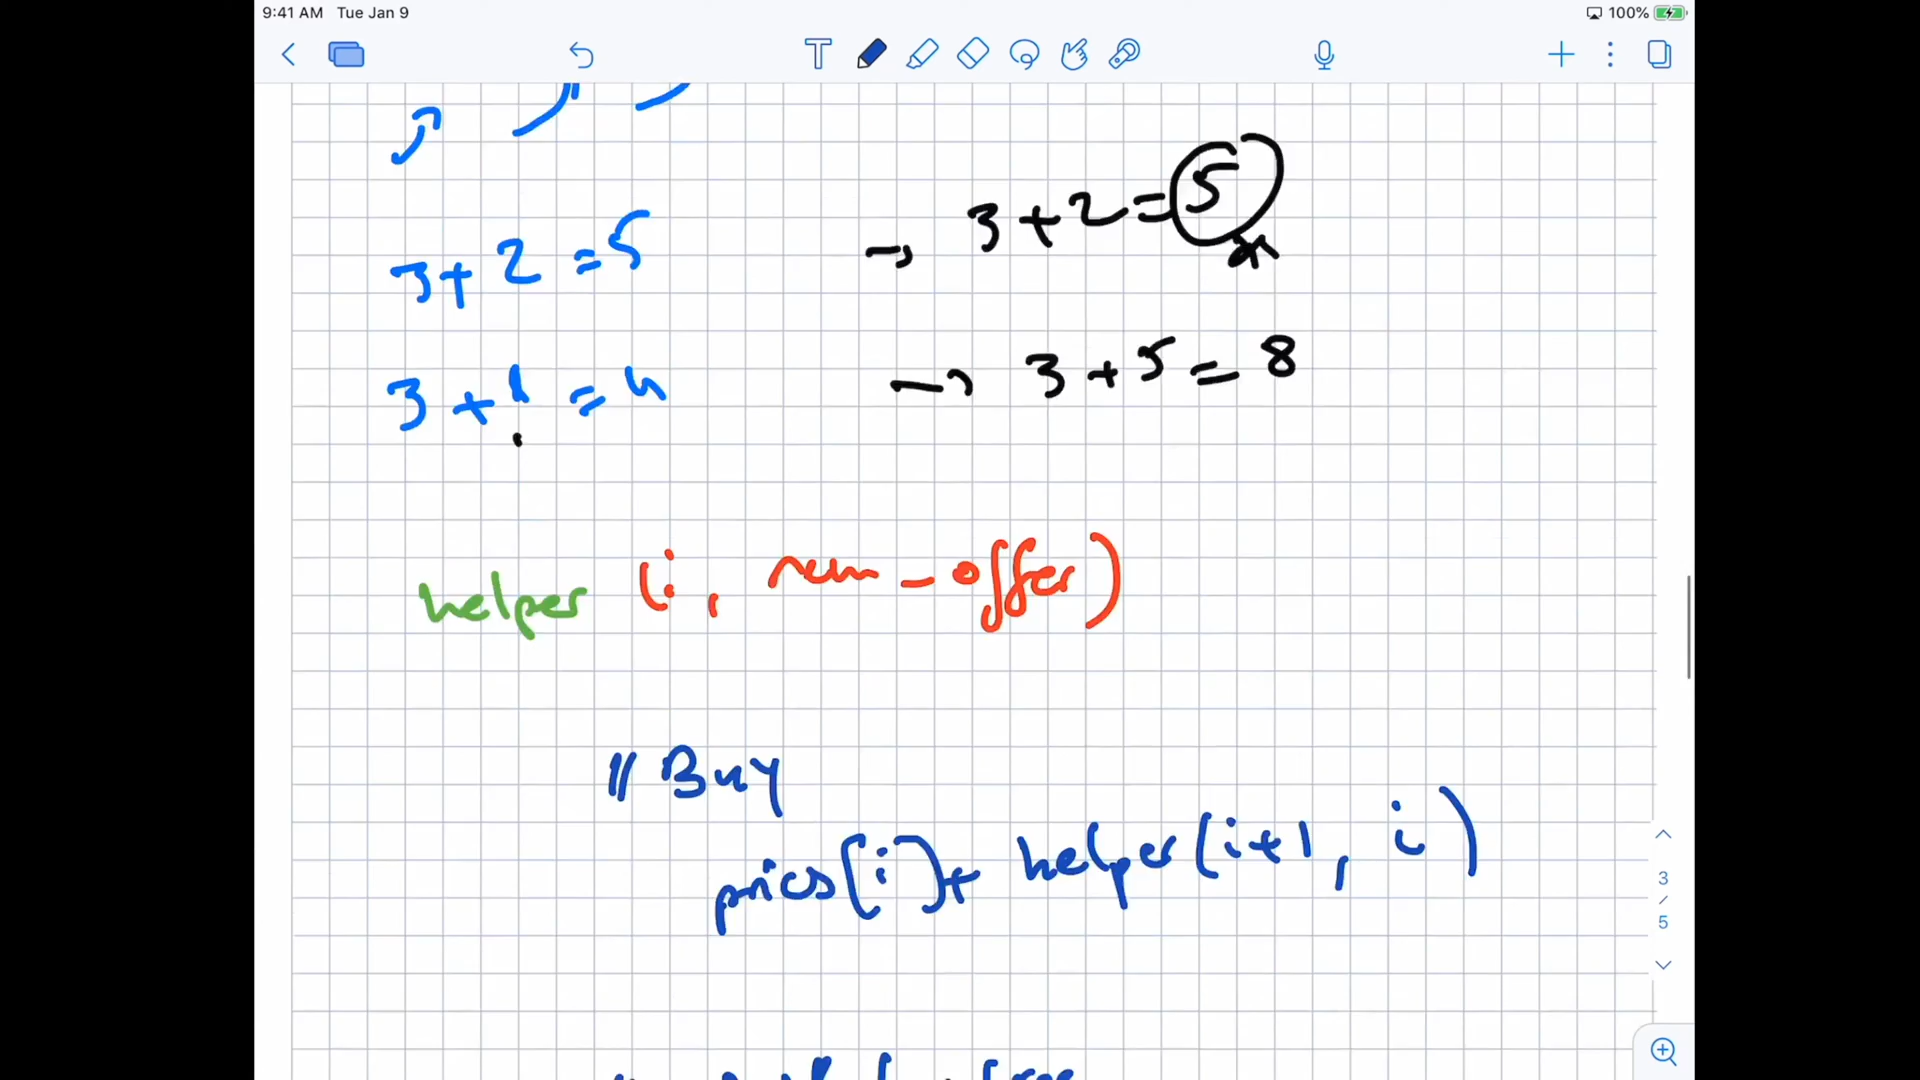 9:41 AM Tue Jan 9
100%
T
3+2=5
3+2=5
3+1=4
3+5=8
helper (i, num_offer)
// Buy
prices[i]+ helper(i+1, i)
3
/
5
free